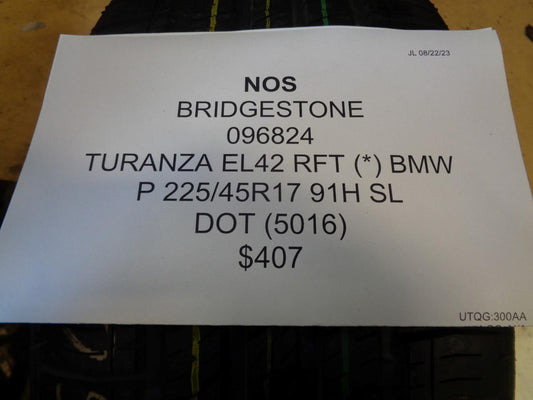 JL 08/22/23
NOS
BRIDGESTONE
096824
TURANZA EL42 RFT (*) BMW
P 225/45R17 91H SL
DOT (5016)
$407
UTQG:300AA